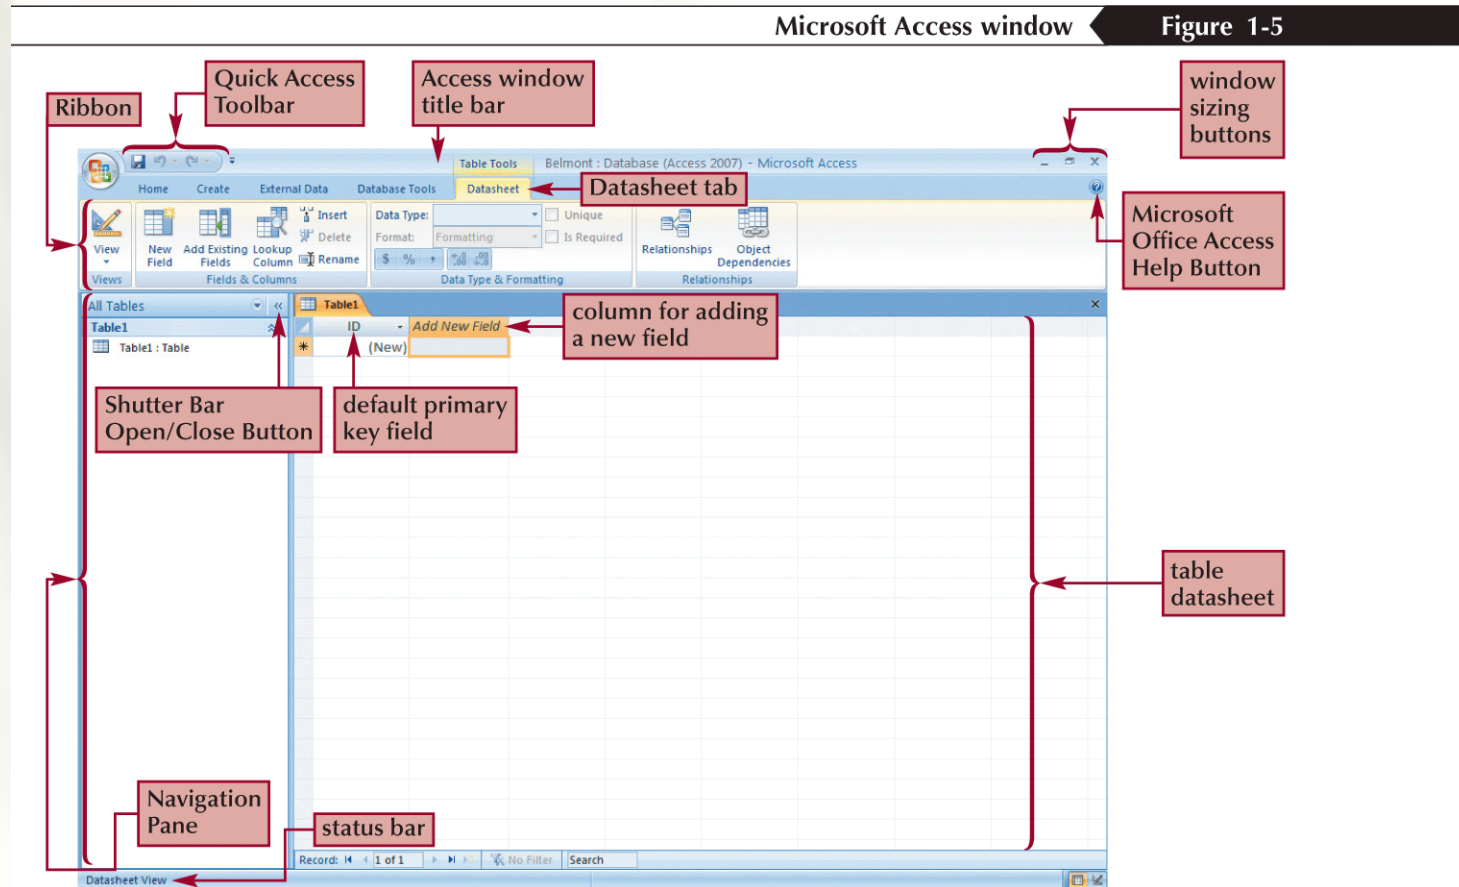 Microsoft Access window
Figure 1-5
Quick Access
Toolbar
Access window
title bar
window
sizing
buttons
Ribbon
Table Tools
Belmont : Database (Access 2007) - Microsoft Access
Home
Create
External Data
Database Tools
Datasheet
Datasheet tab
Microsoft
Office Access
Help Button
View
New
Field
Add Existing
Fields
Lookup
Column
Insert
Delete
Rename
Data Type:
Format:
Formatting
$ % ,
Unique
Is Required
Relationships
Object
Dependencies
Views
Fields & Columns
Data Type & Formatting
Relationships
All Tables
Table1
Table1
Table1 : Table
ID
Add New Field
(New)
column for adding
a new field
Shutter Bar
Open/Close Button
default primary
key field
table
datasheet
Navigation
Pane
status bar
Record:
1 of 1
No Filter
Search
Datasheet View